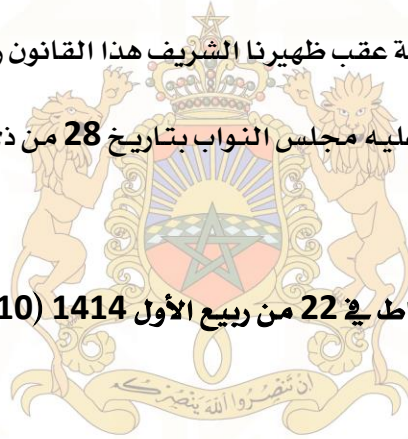 ة عقب ظهيرنا الشريف هذا القانون
عليه مجلس النواب بتاريخ 28 من
اط في 22 من ربيع الأول 1414 (10
إن تنصروا الله ينصركم